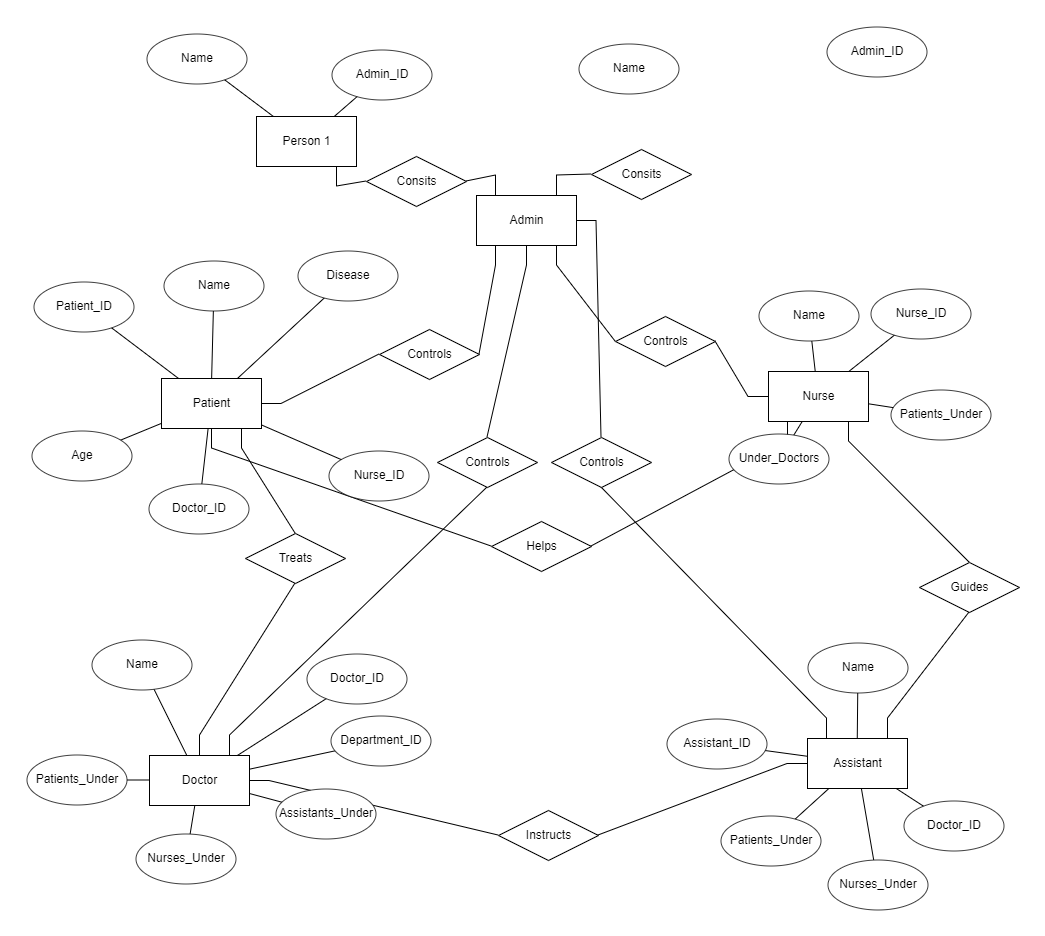 Name
Admin_ID
Name
Admin_ID
Person 1
Consits
Consits
Admin
Patient_ID
Name
Disease
Name
Nurse_ID
Controls
Controls
Patient
Nurse
Patients_Under
Age
Nurse_ID
Controls
Controls
Under_Doctors
Doctor_ID
Treats
Helps
Guides
Name
Doctor_ID
Name
Department_ID
Assistant_ID
Patients_Under
Doctor
Assistant
Assistants_Under
Instructs
Patients_Under
Doctor_ID
Nurses_Under
Nurses_Under